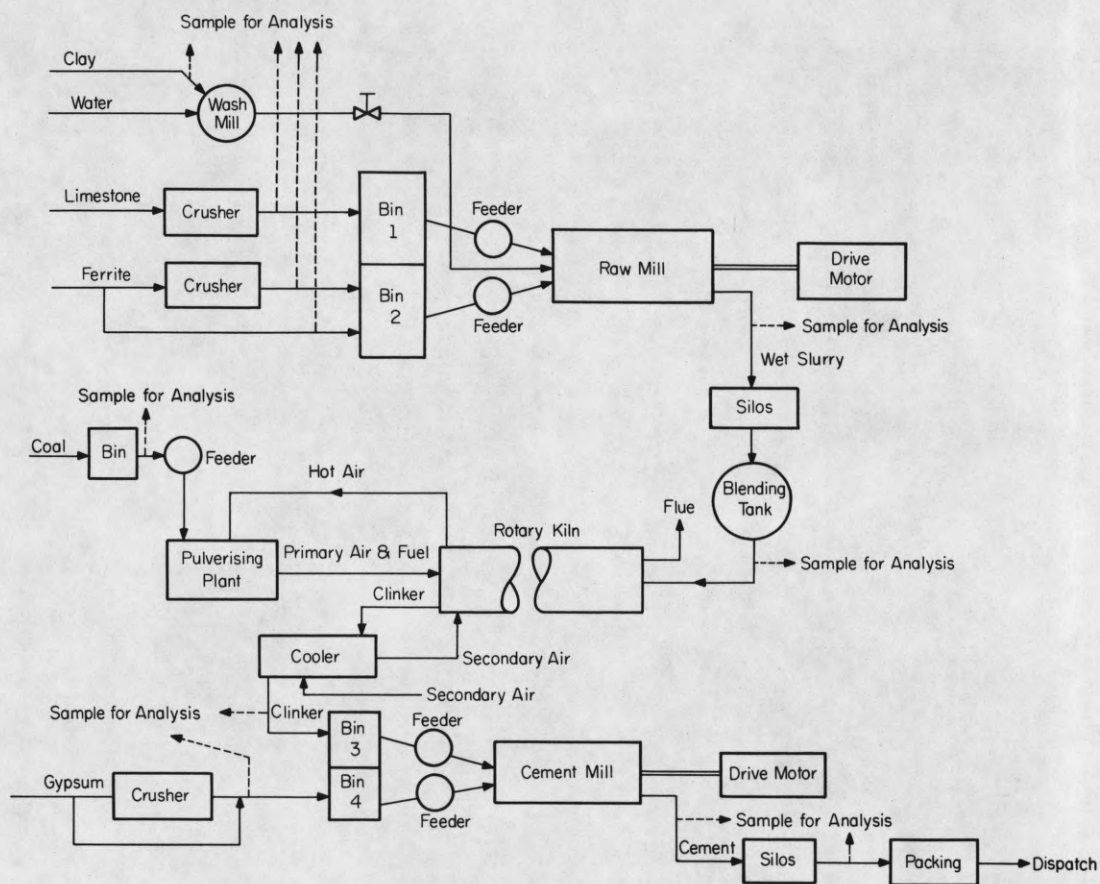 Sample for Analysis
Clay
Water
Wash
Mill
Limestone
Crusher
Bin
1
Feeder
Raw Mill
Drive
Motor
Ferrite
Crusher
Bin
2
Feeder
Sample for Analysis
Wet Slurry
Silos
Sample for Analysis
Coal
Bin
Feeder
Blending
Tank
Hot Air
Flue
Rotary Kiln
Pulverising
Plant
Primary Air & Fuel
Sample for Analysis
Clinker
Cooler
Secondary Air
Secondary Air
Sample for Analysis
Clinker
Bin
3
Feeder
Cement Mill
Drive Motor
Gypsum
Crusher
Bin
4
Feeder
Sample for Analysis
Cement
Silos
Packing
Dispatch